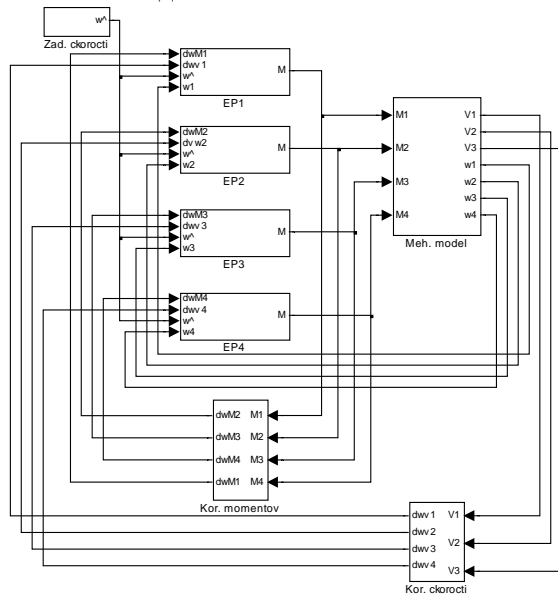 w^
Zad. ckorocti
dwM1
dwv 1
w^
w1
M
EP1
dwM2
dv w2
w^
w2
M
EP2
dwM3
dwv 3
w^
w3
M
EP3
dwM4
dwv 4
w^
w4
M
EP4
M1
M2
M3
M4
V1
V2
V3
w1
w2
w3
w4
Meh. model
dwM2
dwM3
dwM4
dwM1
M1
M2
M3
M4
Kor. momentov
dwv 1
dwv 2
dwv 3
dwv 4
V1
V2
V3
Kor. ckorocti